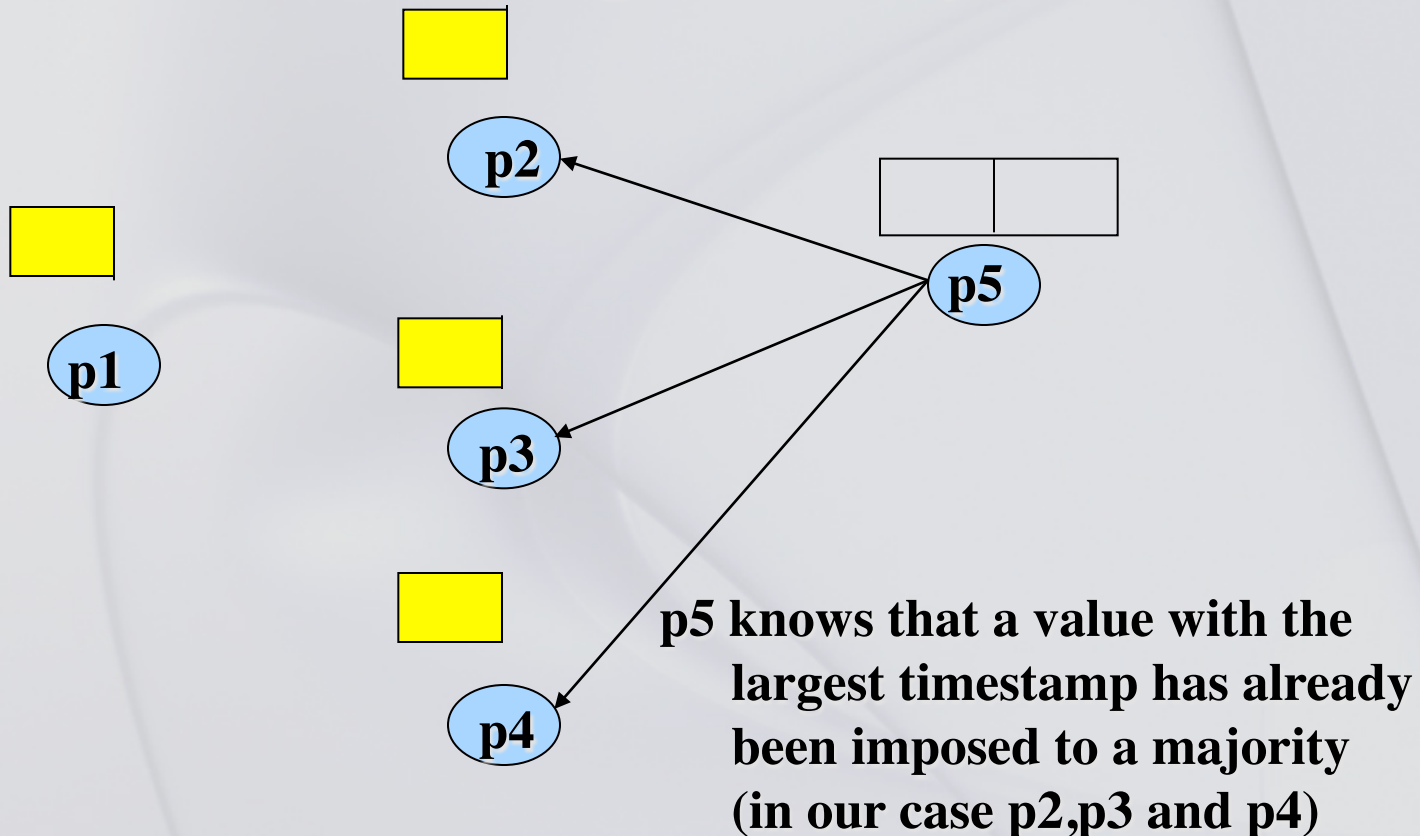 p2
p5
p1
p3
p4
p5 knows that a value with the
largest timestamp has already
been imposed to a majority
(in our case p2,p3 and p4)